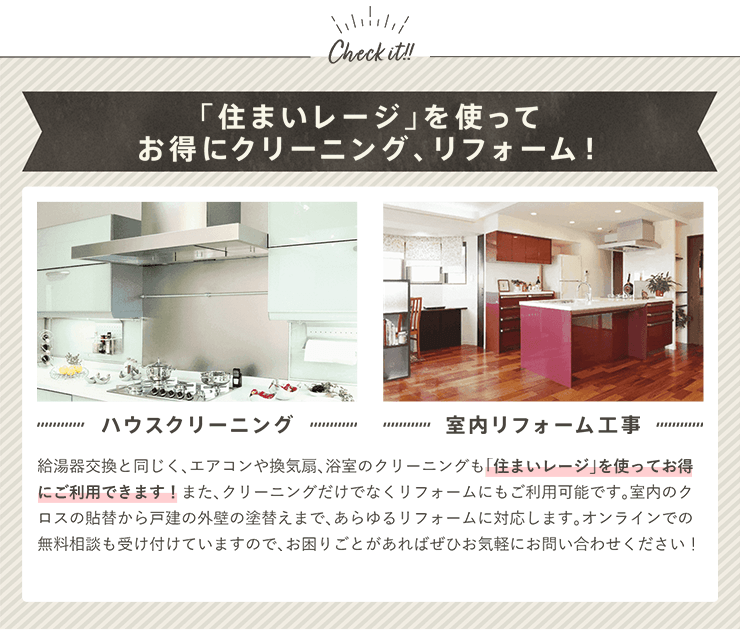 Check it!!
「住まいレージ」を使って
お得にクリーニング、リフォーム！
ハウスクリーニング
室内リフォーム工事
給湯器交換と同じく、エアコンや換気扇、浴室のクリーニングも「住まいレージ」を使ってお得
にご利用できます！また、クリーニングだけでなくリフォームにもご利用可能です。室内のク
ロスの貼替から戸建の外壁の塗替えまで、あらゆるリフォームに対応します。オンラインでの
無料相談も受け付けていますので、お困りごとがあればぜひお気軽にお問い合わせください！